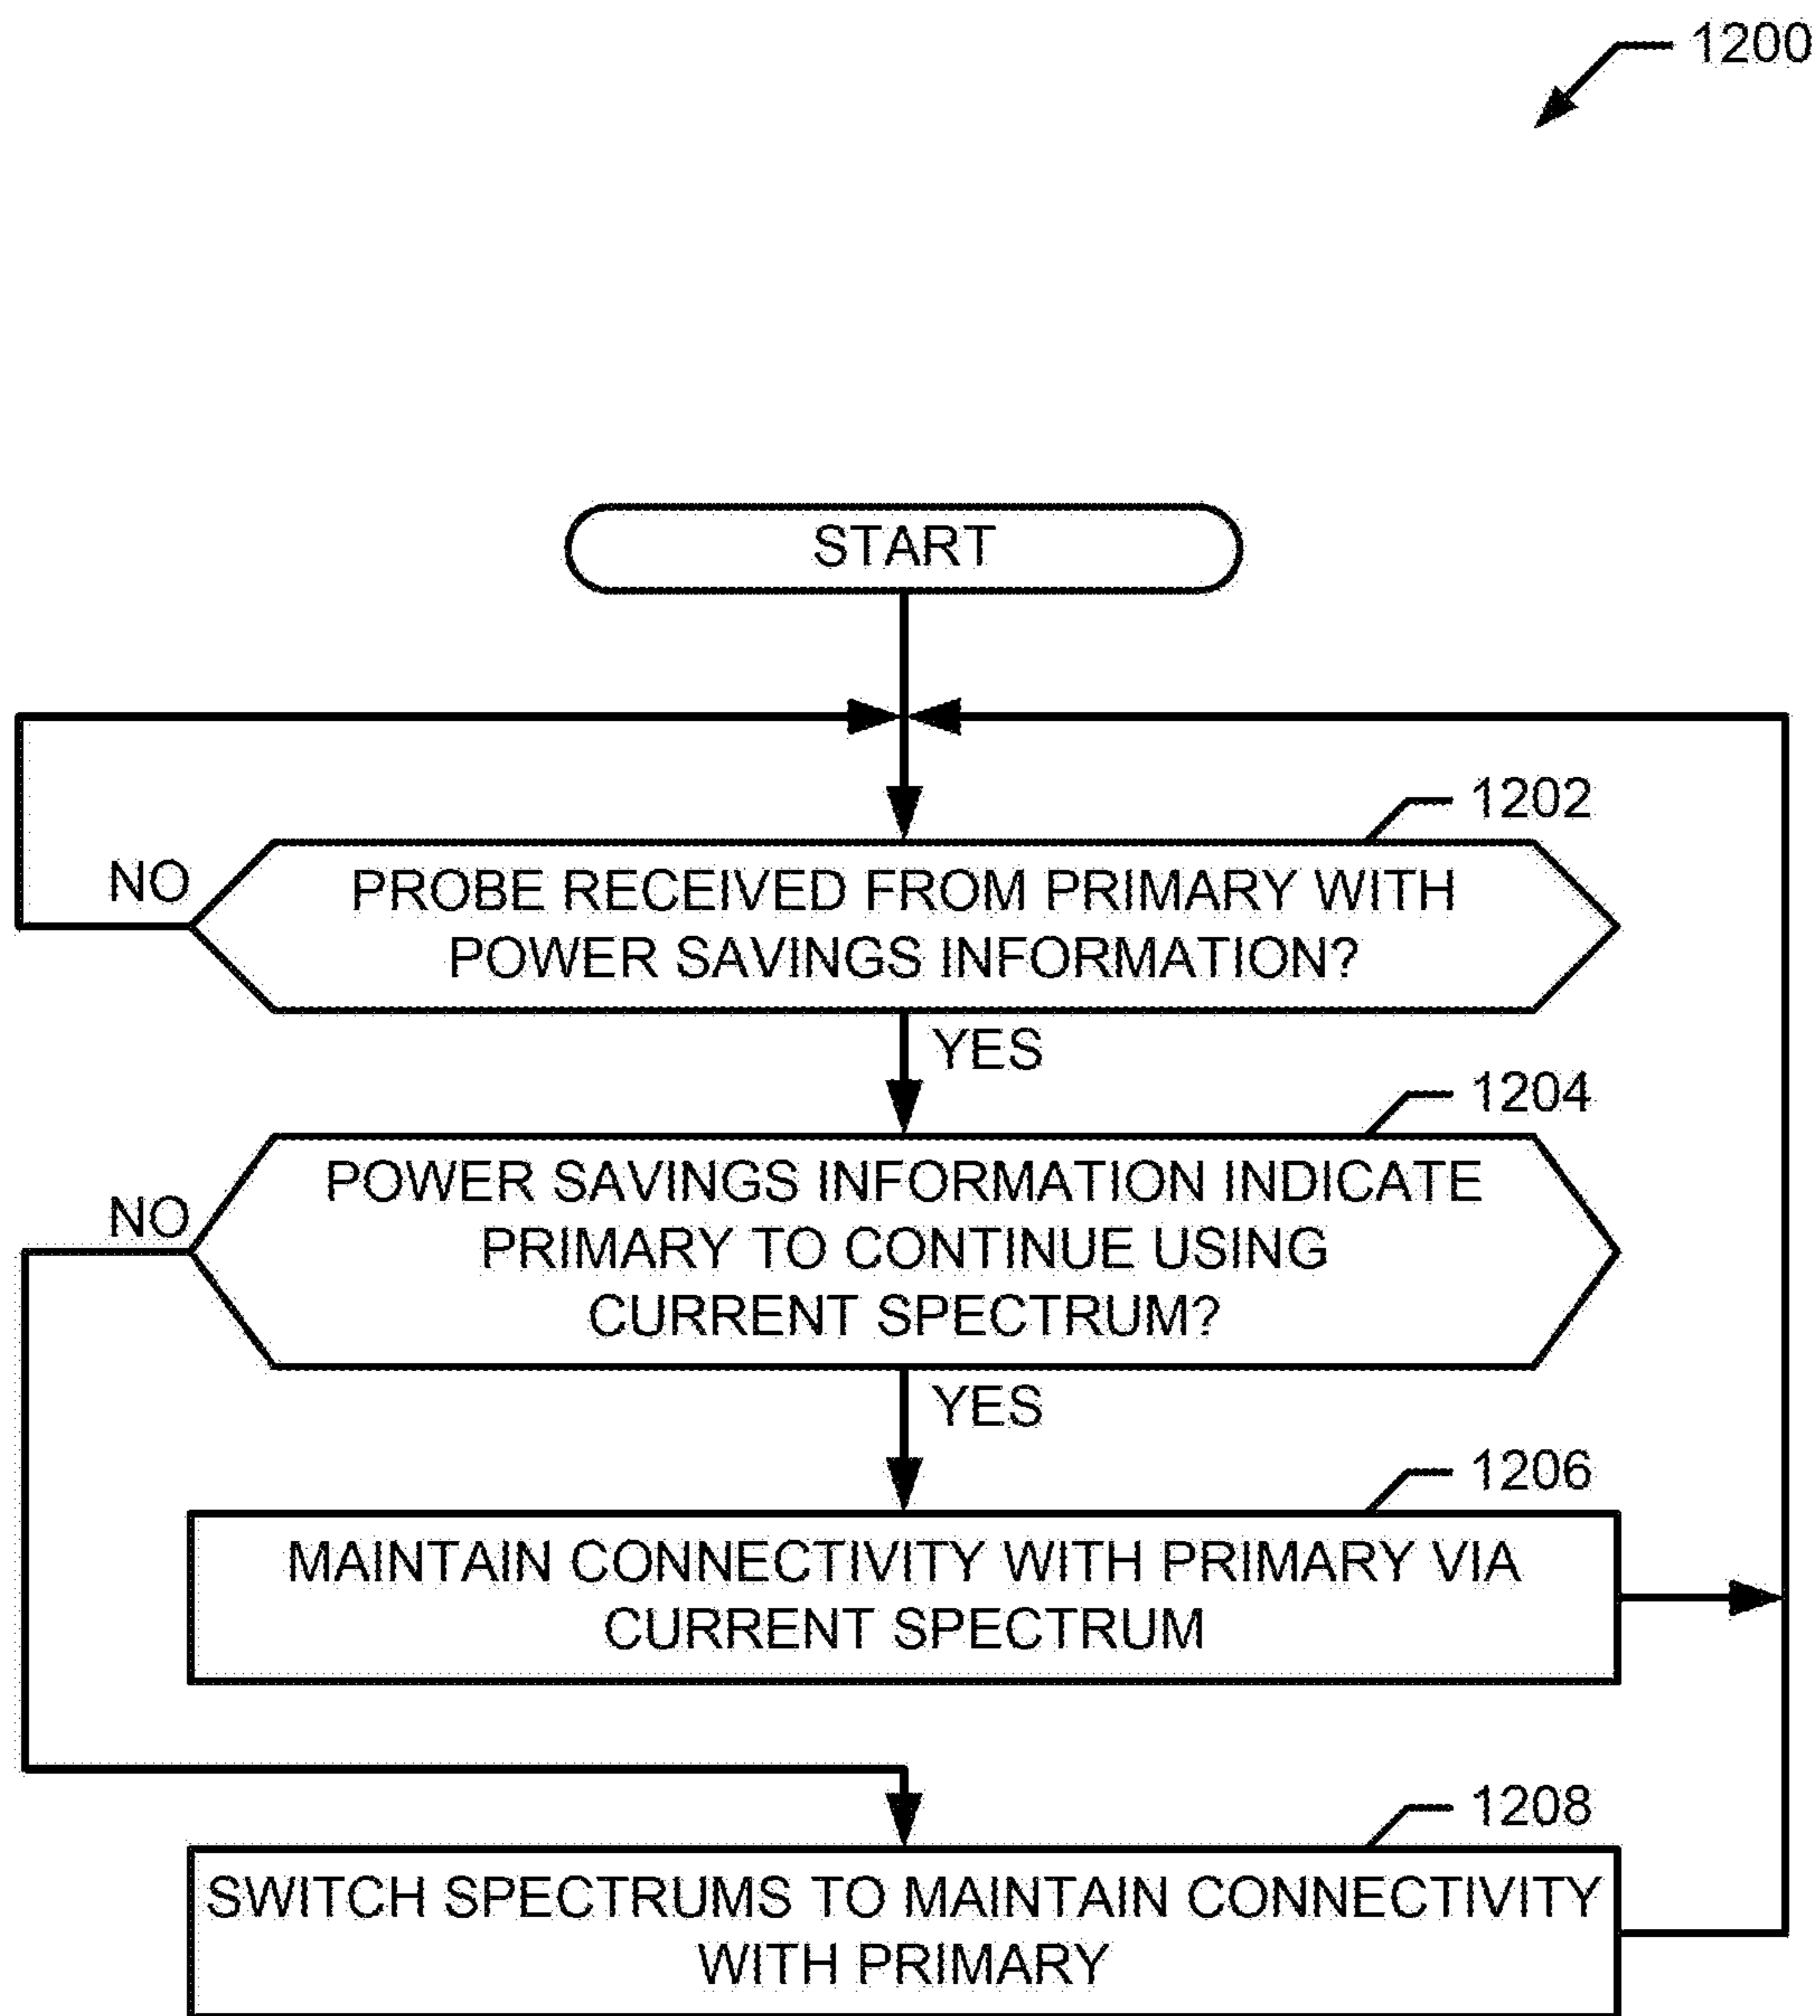 1200
START
1202
NO
PROBE RECEIVED FROM PRIMARY WITH
POWER SAVINGS INFORMATION?
YES
1204
POWER SAVINGS INFORMATION INDICATE
NO
PRIMARY TO CONTINUE USING
CURRENT SPECTRUM?
YES
1206
MAINTAIN CONNECTIVITY WITH PRIMARY VIA
CURRENT SPECTRUM
1208
SWITCH SPECTRUMS TO MAINTAIN CONNECTIVITY
WITH PRIMARY